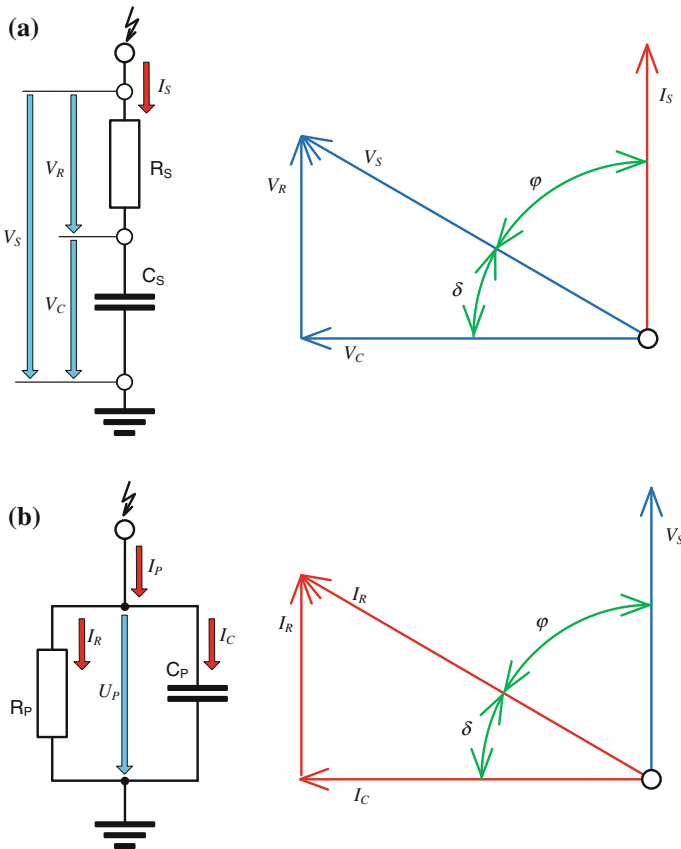 (a)
I_S
V_R
V_S
R_S
V_C
C_S
V_R
V_S
φ
I_S
δ
V_C
(b)
I_P
I_R
I_C
U_P
R_P
C_P
I_R
I_R
φ
V_S
δ
I_C